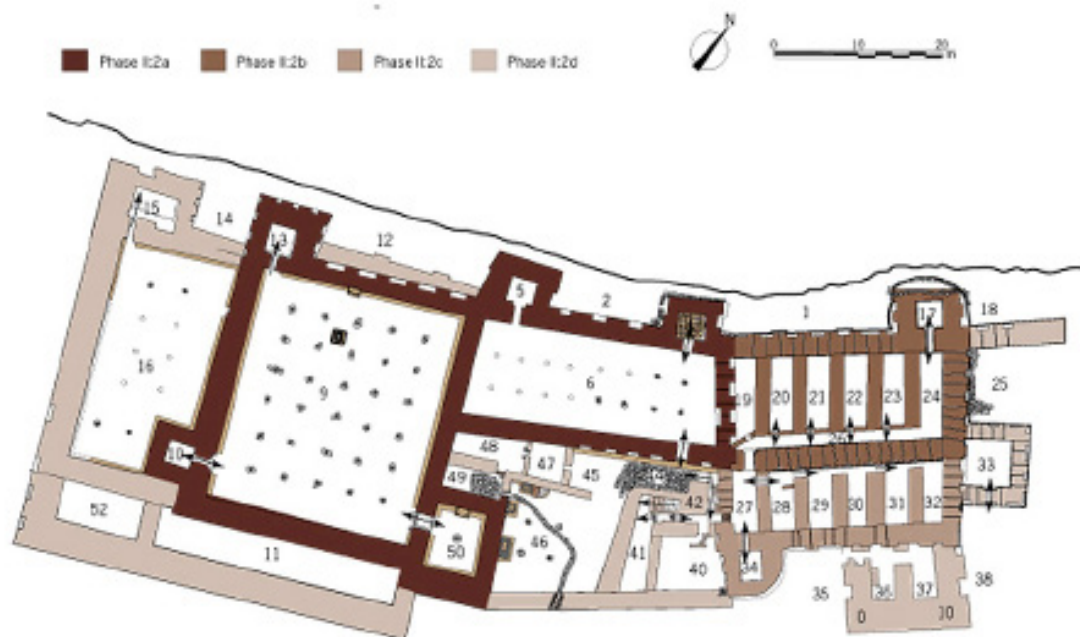 N
0 10 20
m
Phase II:2a Phase II:2b Phase II:2c Phase II:2d
15 14 12
13 5 2 1 17 18
16 9 6 19 20 21 22 23 24 25
26
10 48 47 45 33
49 42 27 28 29 30 31 32
52 11 50 46 41 40 34
35 36 37 38
0 10